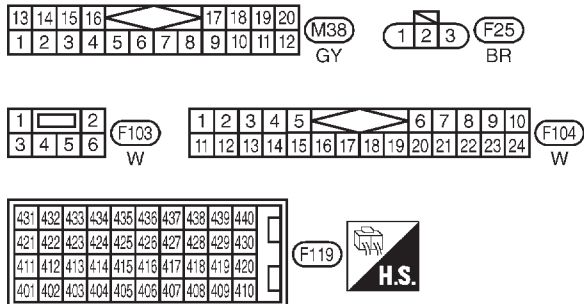 13 14 15 16 17 18 19 20
1 2 3 4 5 6 7 8 9 10 11 12
M38
GY
1 2 3
F25
BR
1 2
3 4 5 6
F103
W
1 2 3 4 5 6 7 8 9 10
11 12 13 14 15 16 17 18 19 20 21 22 23 24
F104
W
431 432 433 434 435 436 437 438 439 440
421 422 423 424 425 426 427 428 429 430
411 412 413 414 415 416 417 418 419 420
401 402 403 404 405 406 407 408 409 410
F119
H.S.